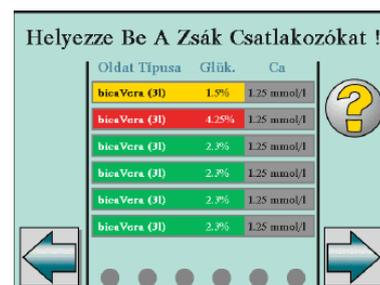 Helyezze Be A Zsák Csatlakozókat !
Oldat Típusa Glük. Ca
bicaVera (3l) 1.5% 1.25 mmol/l
bicaVera (3l) 4.25% 1.25 mmol/l
bicaVera (3l) 2.3% 1.25 mmol/l
bicaVera (3l) 2.3% 1.25 mmol/l
bicaVera (3l) 2.3% 1.25 mmol/l
bicaVera (3l) 2.3% 1.25 mmol/l
?